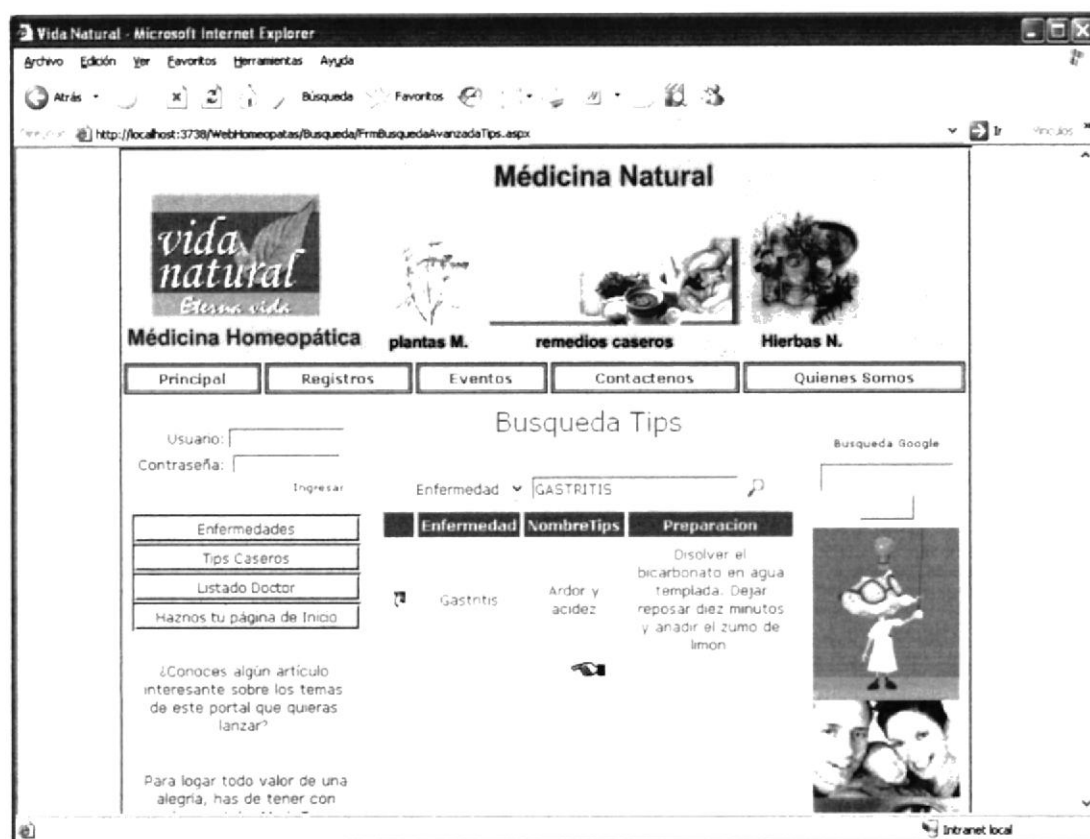 Vida Natural - Microsoft Internet Explorer
Archivo Edición Ver Favoritos Herramientas Ayuda
Atrás Búsqueda Favoritos
http://localhost:3738/WebHomeopatas/Busqueda/FrmBusquedaAvanzadaTips.aspx Ir Vínculos
Médicina Natural
vida
natural
Eterna vida
Médicina Homeopática
plantas M. remedios caseros Hierbas N.
Principal Registros Eventos Contactenos Quienes Somos
Busqueda Tips
Usuario:
Contraseña:
Ingresar
Busqueda Google
Enfermedad GASTRITIS
Enfermedades
Tips Caseros
Listado Doctor
Haznos tu página de Inicio
Enfermedad NombreTips Preparacion
Gastritis
Ardor y
acidez
Disolver el
bicarbonato en agua
templada. Dejar
reposar diez minutos
y anadir el zumo de
limon
¿Conoces algún artículo
interesante sobre los temas
de este portal que quieras
lanzar?
Para logar todo valor de una
alegría, has de tener con
Intranet local